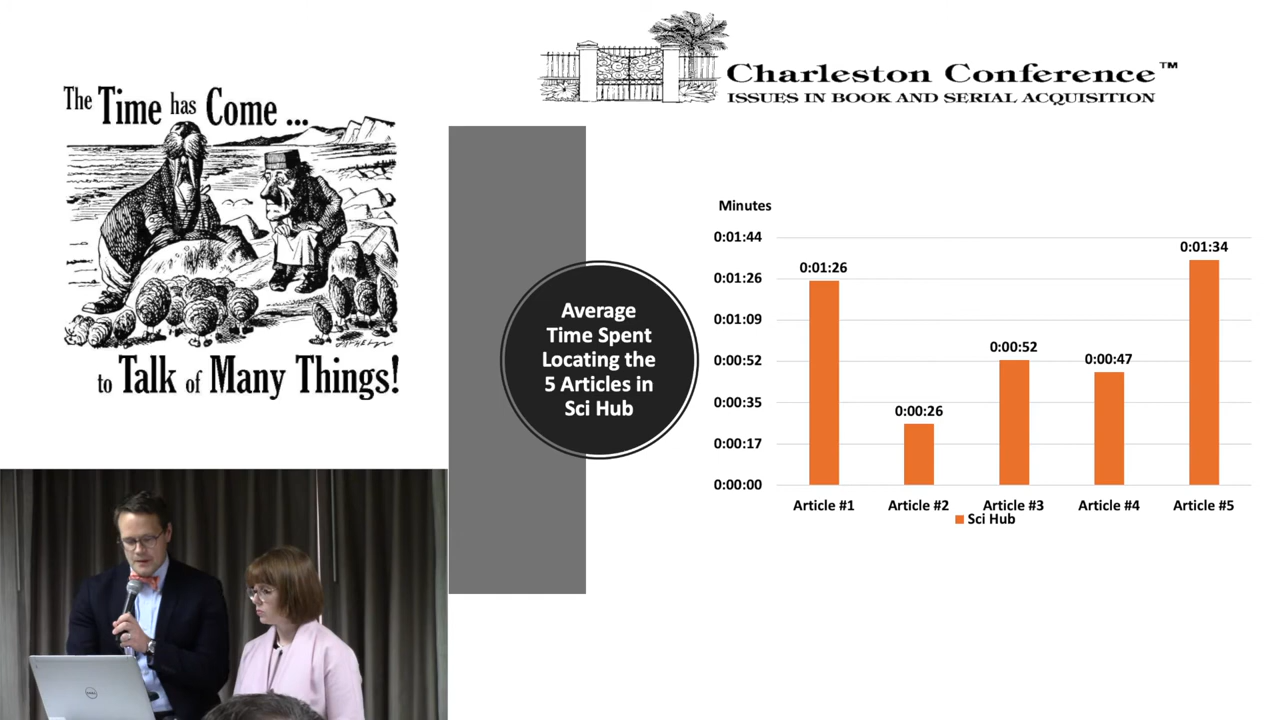 The Time has Come ...
to Talk of Many Things!
Charleston Conference™
ISSUES IN BOOK AND SERIAL ACQUISITION
Average
Time Spent
Locating the
5 Articles in
Sci Hub
Minutes
0:01:44
0:01:26
0:01:09
0:00:52
0:00:35
0:00:17
0:00:00
0:01:26
0:00:26
0:00:52
0:00:47
0:01:34
Article #1
Article #2
Article #3
Article #4
Article #5
Sci Hub
DELL